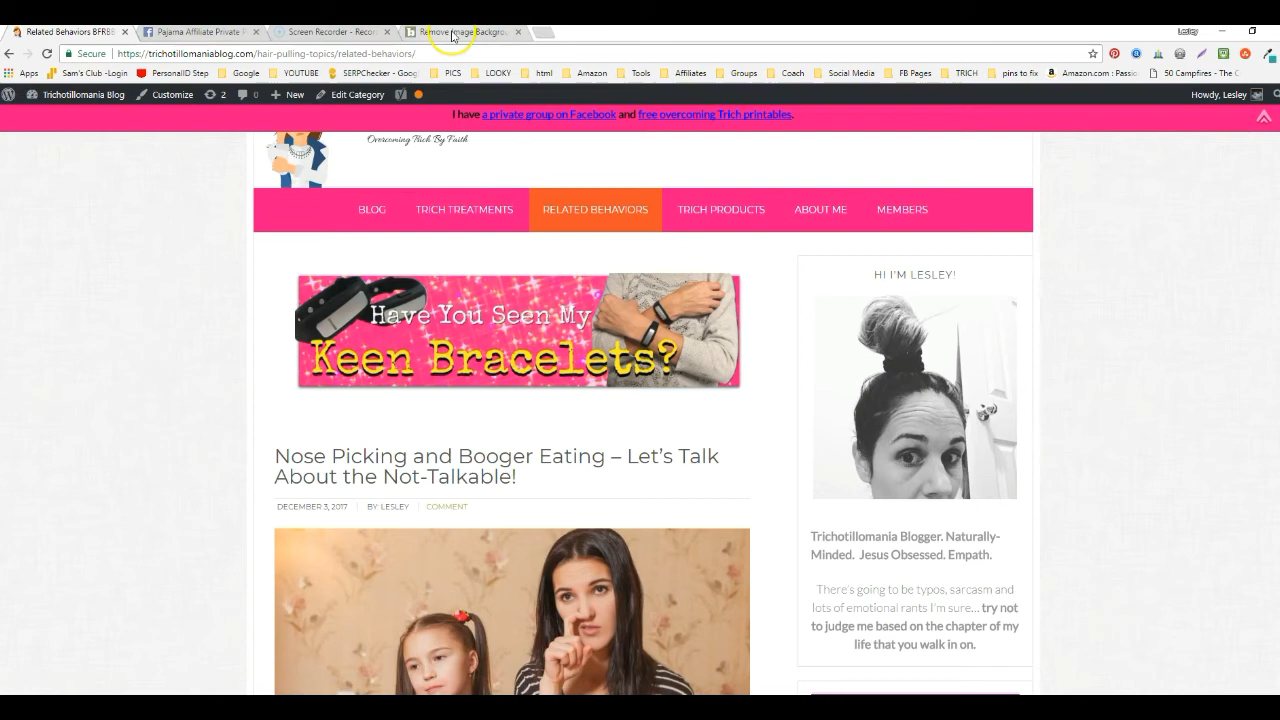 Related Behaviors BFRBS
Pajama Affiliate Private P
Screen Recorder - Recor
Remove Image Backgrou
Lesley
Secure
https://trichotillomaniablog.com/hair-pulling-topics/related-behaviors/
Apps
Sam's Club -Login
PersonalID Step
Google
YOUTUBE
SERPChecker - Goog
PICS
LOOKY
html
Amazon
Tools
Affiliates
Groups
Coach
Social Media
FB Pages
TRICH
pins to fix
Amazon.com : Passio
50 Campfires - The C
Trichotillomania Blog
Customize
2
0
New
Edit Category
Howdy, Lesley
I have a private group on Facebook and free overcoming Trich printables.
Overcoming Trich By Faith
BLOG
TRICH TREATMENTS
RELATED BEHAVIORS
TRICH PRODUCTS
ABOUT ME
MEMBERS
Have You Seen My
Keen Bracelets?
HI I'M LESLEY!
Nose Picking and Booger Eating – Let's Talk
About the Not-Talkable!
DECEMBER 3, 2017
BY LESLEY
COMMENT
Trichotillomania Blogger. Naturally-
Minded. Jesus Obsessed. Empath.
There's going to be typos, sarcasm and
lots of emotional rants I'm sure... try not
to judge me based on the chapter of my
life that you walk in on.